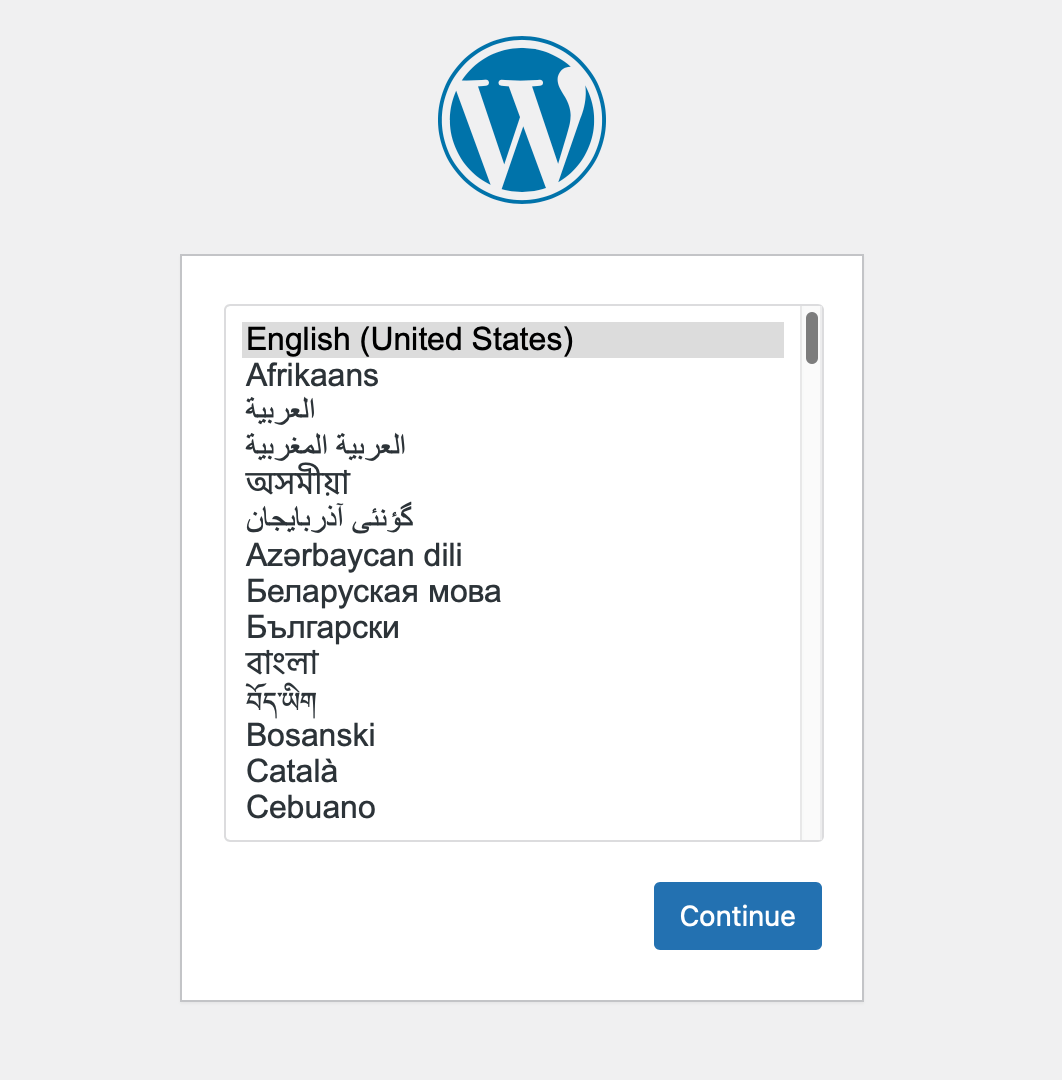 English (United States)
Afrikaans
العربية
العربية المغربية
অসমীয়া
گؤنئی آذربایجان
Azərbaycan dili
Беларуская мова
Български
বাংলা
བོད་ཡིག
Bosanski
Català
Cebuano
Continue